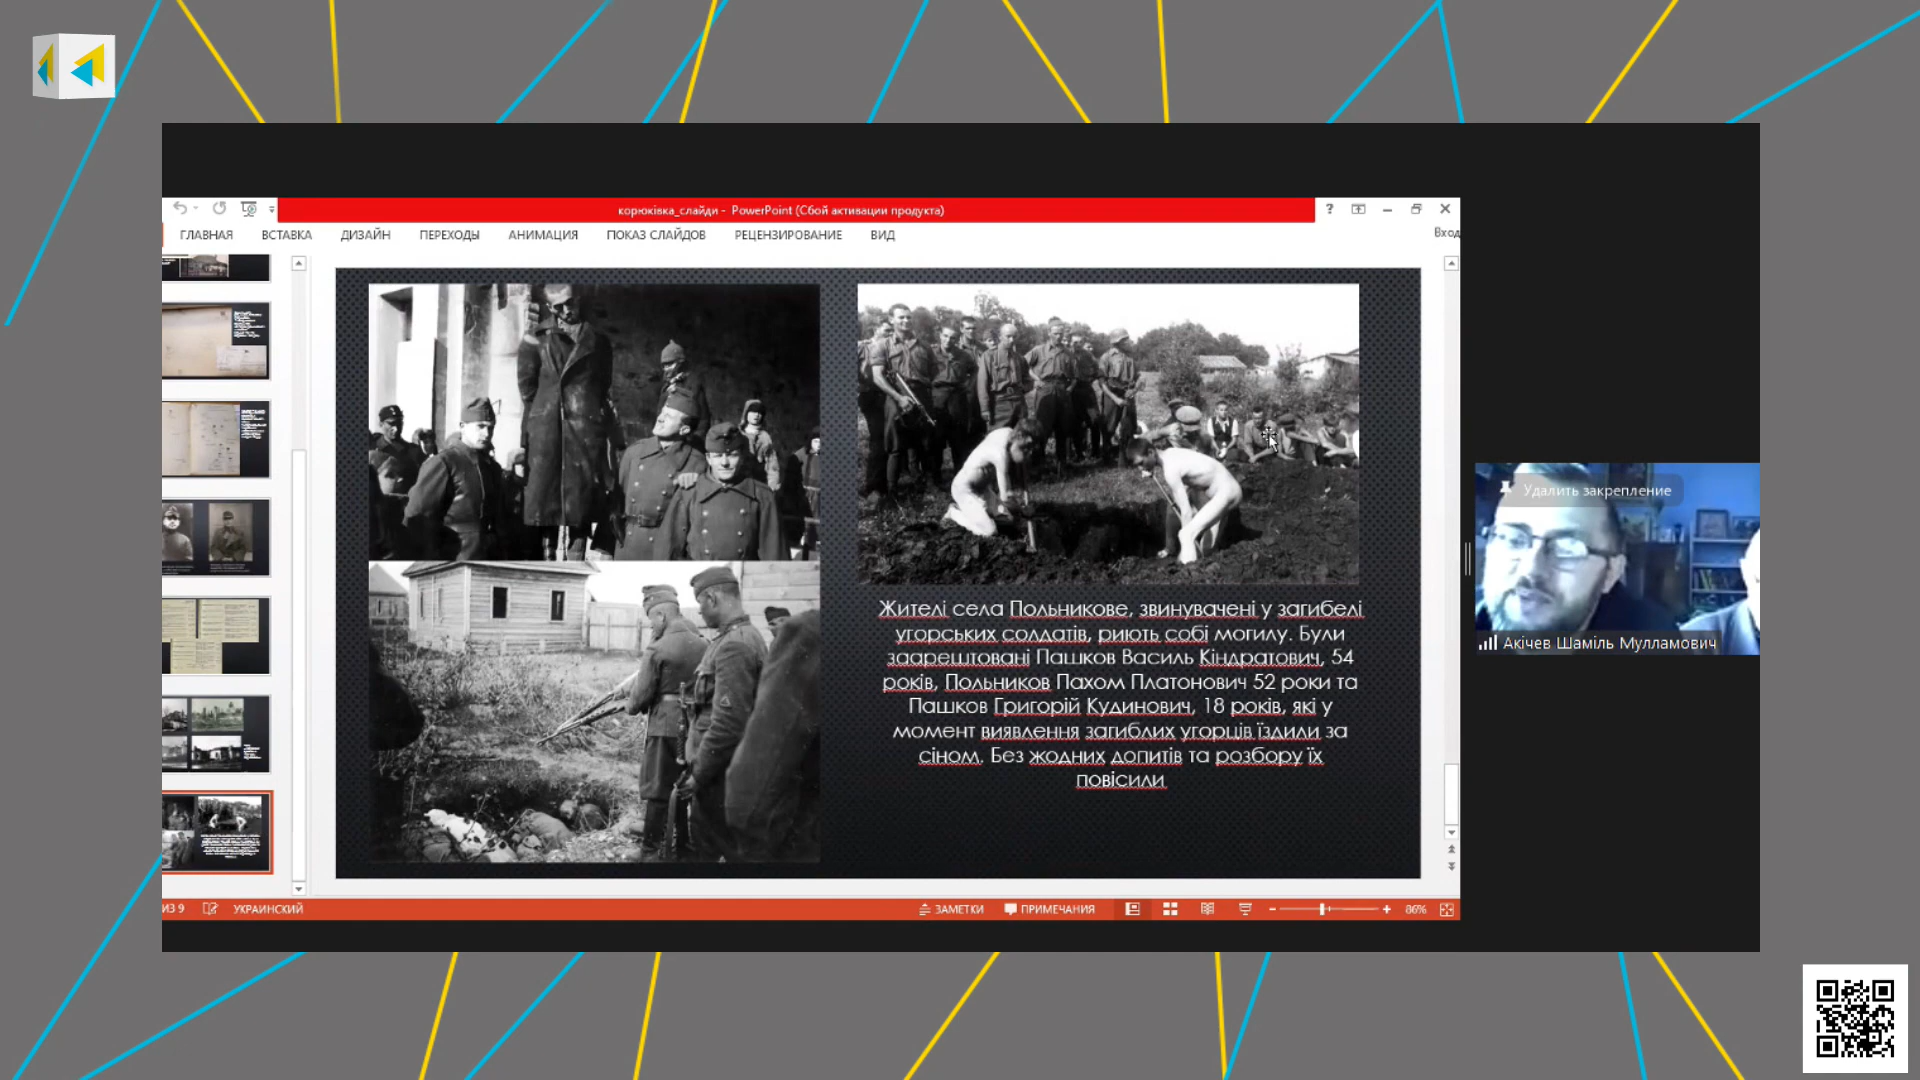 корюківка_слайди - PowerPoint (Сбой активации продукта)
?
ГЛАВНАЯ ВСТАВКА ДИЗАЙН ПЕРЕХОДЫ АНИМАЦИЯ ПОКАЗ СЛАЙДОВ РЕЦЕНЗИРОВАНИЕ ВИД
Вход
Удалить закрепление
Жителі села Польникове, звинувачені у загибелі
угорських солдатів, риють собі могилу. Були
заарештовані Пашков Василь Кіндратович, 54
років, Польников Пахом Платонович 52 роки та
Пашков Григорій Кудинович, 18 років, які у
момент виявлення загиблих угорців їздили за
сіном. Без жодних допитів та розбору їх
повісили
Акічев Шаміль Мулламович
ИЗ 9 УКРАИНСКИЙ ЗАМЕТКИ ПРИМЕЧАНИЯ 86%